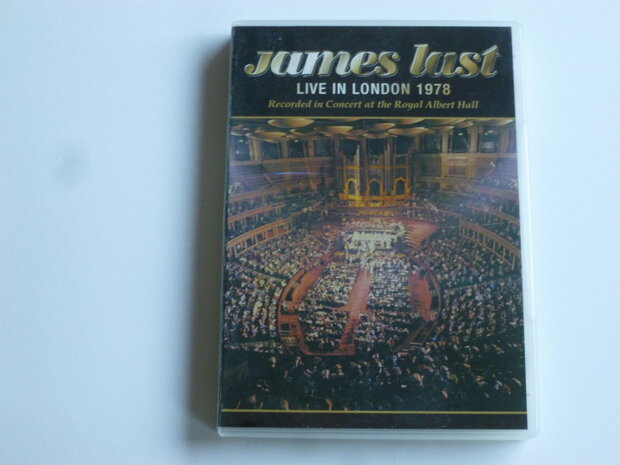 James Last
LIVE IN LONDON 1978
Recorded in Concert at the Royal Albert Hall